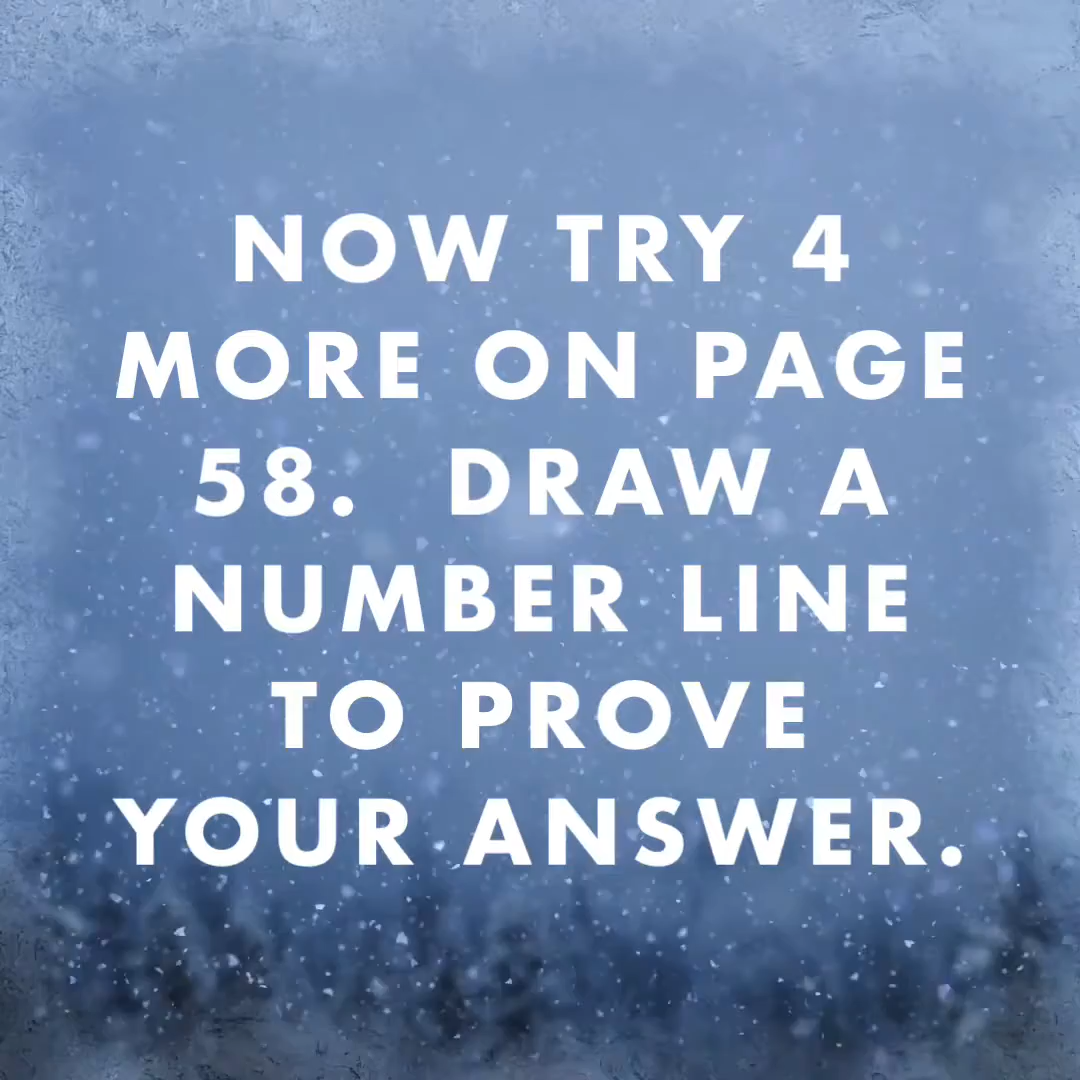 NOW TRY 4
MORE ON PAGE
58.  DRAW A
NUMBER LINE
TO PROVE
YOUR ANSWER.